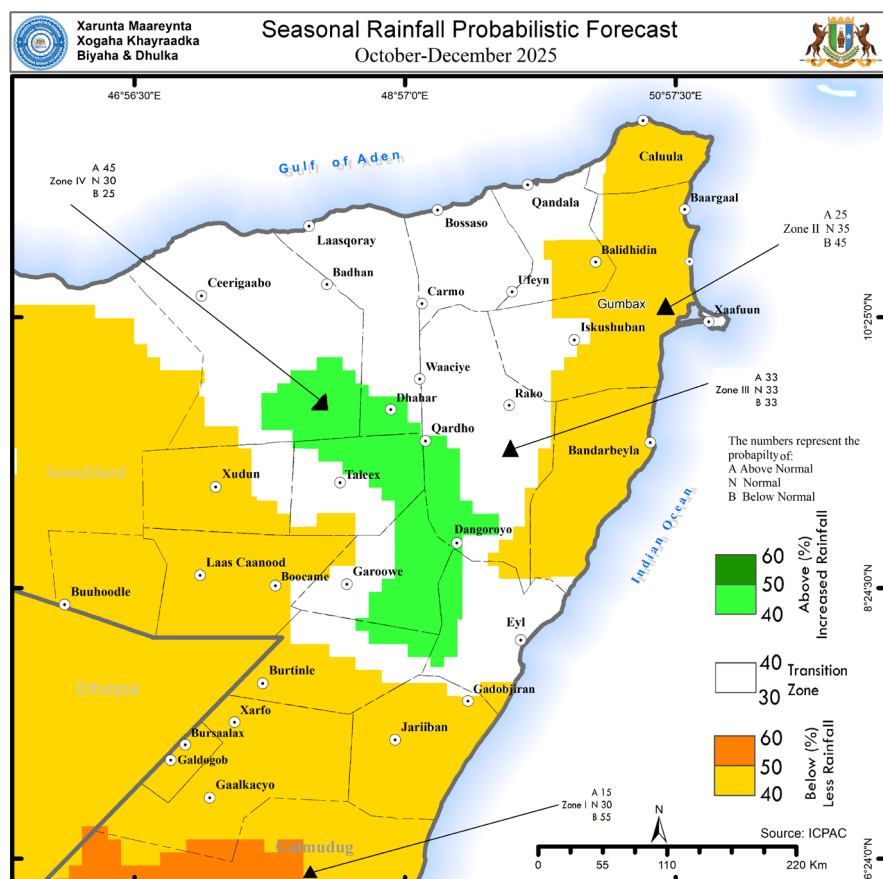 Xarunta Maareynta
Xogaha Khayraadka
Biyaha & Dhulka
Seasonal Rainfall Probabilistic Forecast
October-December 2025
46°56'30"E
48°57'0"E
50°57'30"E
Gulf of Aden
Caluula
A 45
Zone IV N 30
B 25
Qandala
Baargaal
Bossaso
A 25
Zone II N 35
B 45
Laasqoray
Balidhidin
Badhan
Ceerigaabo
Ufeyn
Carmo
Gumbax
Xaafuun
10°25'0"N
Iskushuban
Waaciye
A 33
Zone III N 33
B 33
Dhahar
Rako
Qardho
Bandarbeyla
The numbers represent the
probapilty of:
A Above Normal
N Normal
B Below Normal
Somaliland
Xudun
Taleex
Indian Ocean
Dangoroyo
60
50
40
Above (%)
Increased Rainfall
Laas Caanood
Boocame
Garoowe
Buuhoodle
8°24'30"N
Eyl
40
30
Transition
Zone
Ethiopia
Burtinle
Gadobjiran
Xarfo
Jariiban
Bursaalax
Galdogob
60
50
40
Below (%)
Less Rainfall
Gaalkacyo
A 15
Zone I N 30
B 55
Galmudug
N
Source: ICPAC
0 55 110 220 Km
6°24'0"N